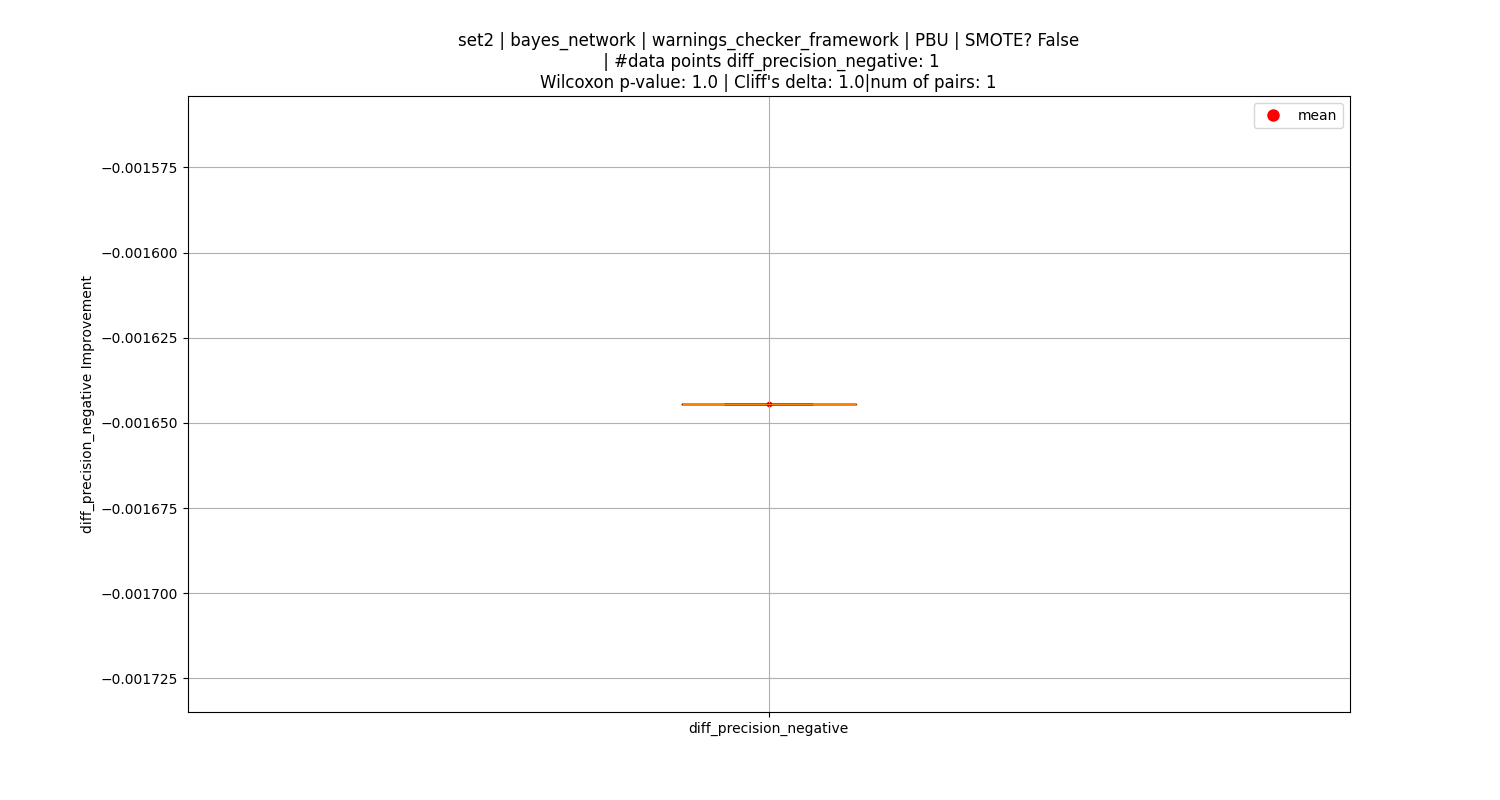 set2 | bayes_network | warnings_checker_framework | PBU | SMOTE? False
| #data points diff_precision_negative: 1
Wilcoxon p-value: 1.0 | Cliff's delta: 1.0|num of pairs: 1
mean
−0.001575
−0.001600
−0.001625
−0.001650
−0.001675
−0.001700
−0.001725
diff_precision_negative Improvement
diff_precision_negative